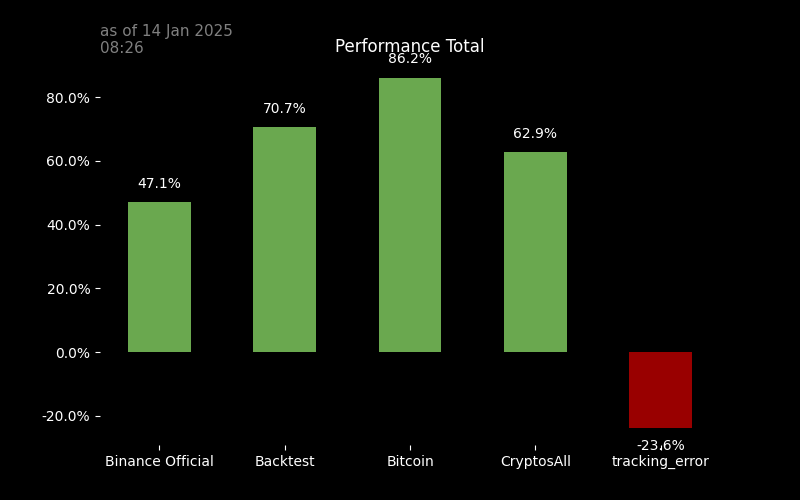 as of 14 Jan 2025
08:26
Performance Total
86.2%
80.0%
70.7%
62.9%
60.0%
47.1%
40.0%
20.0%
0.0%
-20.0%
-23.6%
Binance Official
Backtest
Bitcoin
CryptosAll
tracking_error